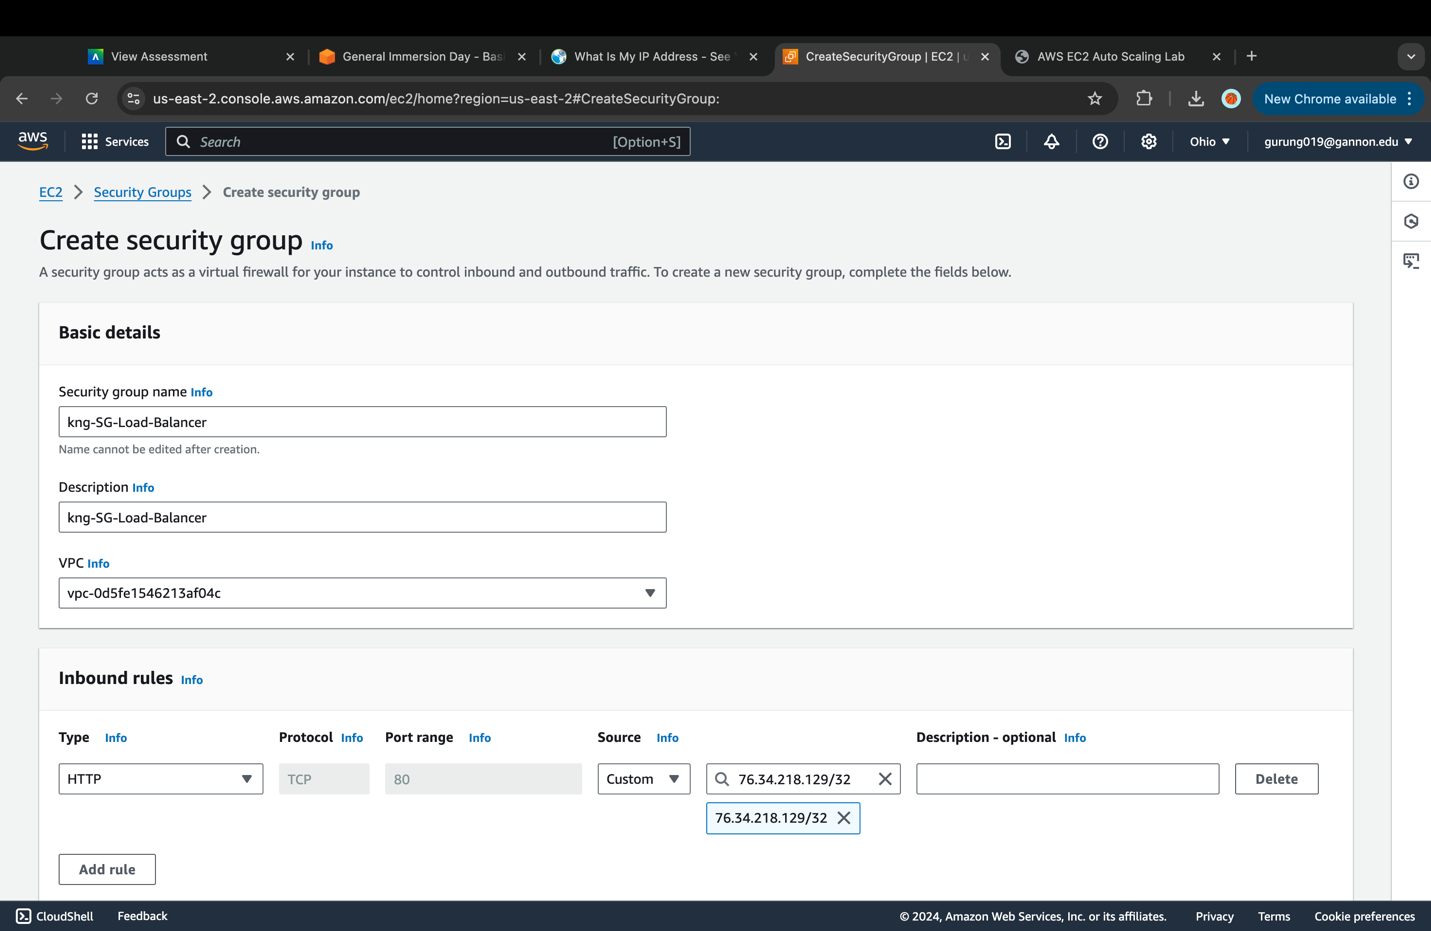 View Assessment
General Immersion Day - Bas
What Is My IP Address - See
CreateSecurityGroup | EC2 | u
AWS EC2 Auto Scaling Lab
us-east-2.console.aws.amazon.com/ec2/home?region=us-east-2#CreateSecurityGroup:
New Chrome available
aws
Services
Search
[Option+S]
Ohio
gurung019@gannon.edu
EC2 > Security Groups > Create security group
Create security group Info
A security group acts as a virtual firewall for your instance to control inbound and outbound traffic. To create a new security group, complete the fields below.
Basic details
Security group name Info
kng-SG-Load-Balancer
Name cannot be edited after creation.
Description Info
kng-SG-Load-Balancer
VPC Info
vpc-0d5fe1546213af04c
Inbound rules Info
Type Info Protocol Info Port range Info Source Info Description - optional Info
HTTP TCP 80 Custom 76.34.218.129/32 Delete
76.34.218.129/32
Add rule
CloudShell Feedback © 2024, Amazon Web Services, Inc. or its affiliates. Privacy Terms Cookie preferences